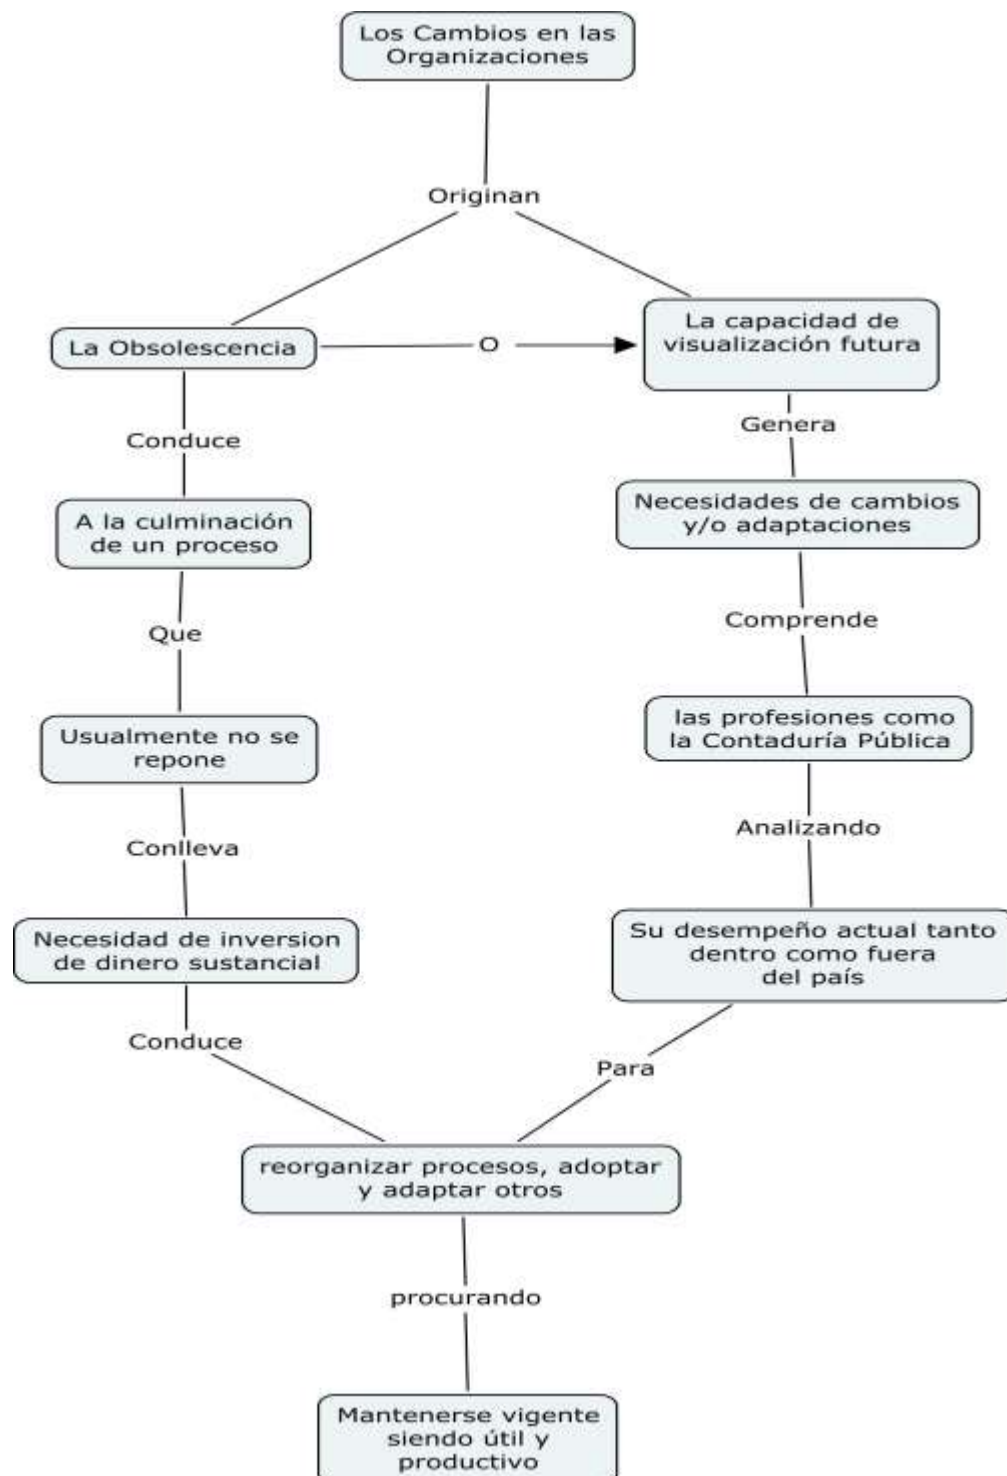 Los Cambios en las
Organizaciones
Originan
La Obsolescencia
O
La capacidad de
visualización futura
Conduce
Genera
A la culminación
de un proceso
Necesidades de cambios
y/o adaptaciones
Que
Comprende
Usualmente no se
repone
las profesiones como
la Contaduría Pública
Conlleva
Analizando
Necesidad de inversion
de dinero sustancial
Su desempeño actual tanto
dentro como fuera
del país
Conduce
Para
reorganizar procesos, adoptar
y adaptar otros
procurando
Mantenerse vigente
siendo útil y
productivo